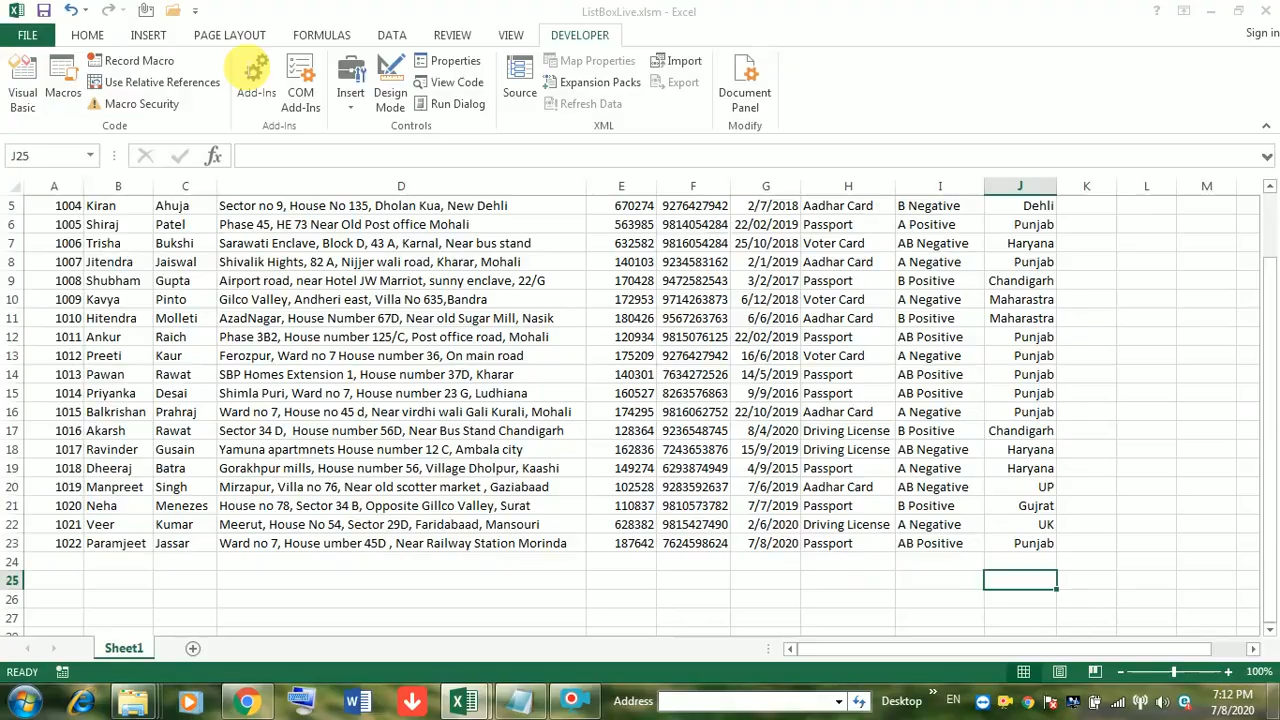 ListBoxLive.xlsm - Excel
FILE HOME INSERT PAGE LAYOUT FORMULAS DATA REVIEW VIEW DEVELOPER Sign in
Visual Basic
Macros
Record Macro
Use Relative References
Macro Security
Code
Add-Ins
COM Add-Ins
Add-Ins
Insert
Design Mode
Properties
View Code
Run Dialog
Controls
Source
Map Properties
Expansion Packs
Refresh Data
Import
Export
XML
Document Panel
Modify
J25 fx
A B C D E F G H I J K L M
5 1004 Kiran Ahuja Sector no 9, House No 135, Dholan Kua, New Dehli 670274 9276427942 2/7/2018 Aadhar Card B Negative Dehli
6 1005 Shiraj Patel Phase 45, HE 73 Near Old Post office Mohali 563985 9814054284 22/02/2019 Passport A Positive Punjab
7 1006 Trisha Bukshi Sarawati Enclave, Block D, 43 A, Karnal, Near bus stand 632582 9816054284 25/10/2018 Voter Card AB Negative Haryana
8 1007 Jitendra Jaiswal Shivalik Hights, 82 A, Nijjer wali road, Kharar, Mohali 140103 9234583162 2/1/2019 Aadhar Card A Negative Punjab
9 1008 Shubham Gupta Airport road, near Hotel JW Marriot, sunny enclave, 22/G 170428 9472582543 3/2/2017 Passport B Positive Chandigarh
10 1009 Kavya Pinto Gilco Valley, Andheri east, Villa No 635,Bandra 172953 9714263873 6/12/2018 Voter Card A Negative Maharastra
11 1010 Hitendra Molleti AzadNagar, House Number 67D, Near old Sugar Mill, Nasik 180426 9567263763 6/6/2016 Aadhar Card B Positive Maharastra
12 1011 Ankur Raich Phase 3B2, House number 125/C, Post office road, Mohali 120934 9815076125 22/02/2019 Passport AB Positive Punjab
13 1012 Preeti Kaur Ferozpur, Ward no 7 House number 36, On main road 175209 9276427942 16/6/2018 Voter Card A Negative Punjab
14 1013 Pawan Rawat SBP Homes Extension 1, House number 37D, Kharar 140301 7634272526 14/5/2019 Passport AB Positive Punjab
15 1014 Priyanka Desai Shimla Puri, Ward no 7, House number 23 G, Ludhiana 160527 8263576863 9/9/2016 Passport AB Positive Punjab
16 1015 Balkrishan Prahraj Ward no 7, House no 45 d, Near virdhi wali Gali Kurali, Mohali 174295 9816062752 22/10/2019 Aadhar Card A Negative Punjab
17 1016 Akarsh Rawat Sector 34 D, House number 56D, Near Bus Stand Chandigarh 128364 9236548745 8/4/2020 Driving License B Positive Chandigarh
18 1017 Ravinder Gusain Yamuna apartmnets House number 12 C, Ambala city 162836 7243653876 15/9/2019 Driving License AB Negative Haryana
19 1018 Dheeraj Batra Gorakhpur mills, House number 56, Village Dholpur, Kaashi 149274 6293874949 4/9/2015 Passport A Negative Haryana
20 1019 Manpreet Singh Mirzapur, Villa no 76, Near old scotter market , Gaziabad 102528 9283592637 7/6/2019 Aadhar Card AB Negative UP
21 1020 Neha Menezes House no 78, Sector 34 B, Opposite Gillco Valley, Surat 110837 9810573782 7/7/2019 Passport B Positive Gujrat
22 1021 Veer Kumar Meerut, House No 54, Sector 29D, Faridabaad, Mansouri 628382 9815427490 2/6/2020 Driving License A Negative UK
23 1022 Paramjeet Jassar Ward no 7, House umber 45D , Near Railway Station Morinda 187642 7624598624 7/8/2020 Passport AB Positive Punjab
24
25
26
27
Sheet1
READY 100%
Address Desktop EN 7:12 PM
7/8/2020